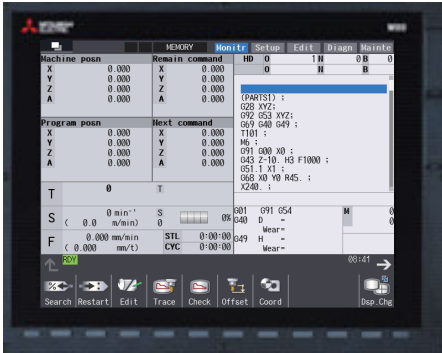 MEMORY Monitr Setup Edit Diagn Mainte
Machine posn Remain command HD O 1 N 0 B 0
X 0.000 X 0.000 O N B
Y 0.000 Y 0.000
Z 0.000 Z 0.000
A 0.000 A 0.000
(PARTS1) ;
G28 XYZ;
G92 G53 XYZ;
Program posn Next command
G69 G40 G49 ;
X 0.000 X 0.000 T101 ;
Y 0.000 Y 0.000 M6 ;
Z 0.000 Z 0.000 G91 G00 X0 ;
A 0.000 A 0.000 G43 Z-10. H3 F1000 ;
G51.1 X1 ;
G68 X0 Y0 R45. ;
X240. ;
T 0 T
S 0 min⁻¹ S 0% G01 G91 G54 M 0
( 0.0 m/min) 0 G40 D - 0
Wear=
F 0.000 mm/min STL 0:00:00 G49 H -
( 0.000 mm/t) CYC 0:00:00 Wear=
RDY 08:41
Search Restart Edit Trace Check Offset Coord Dsp.Chg